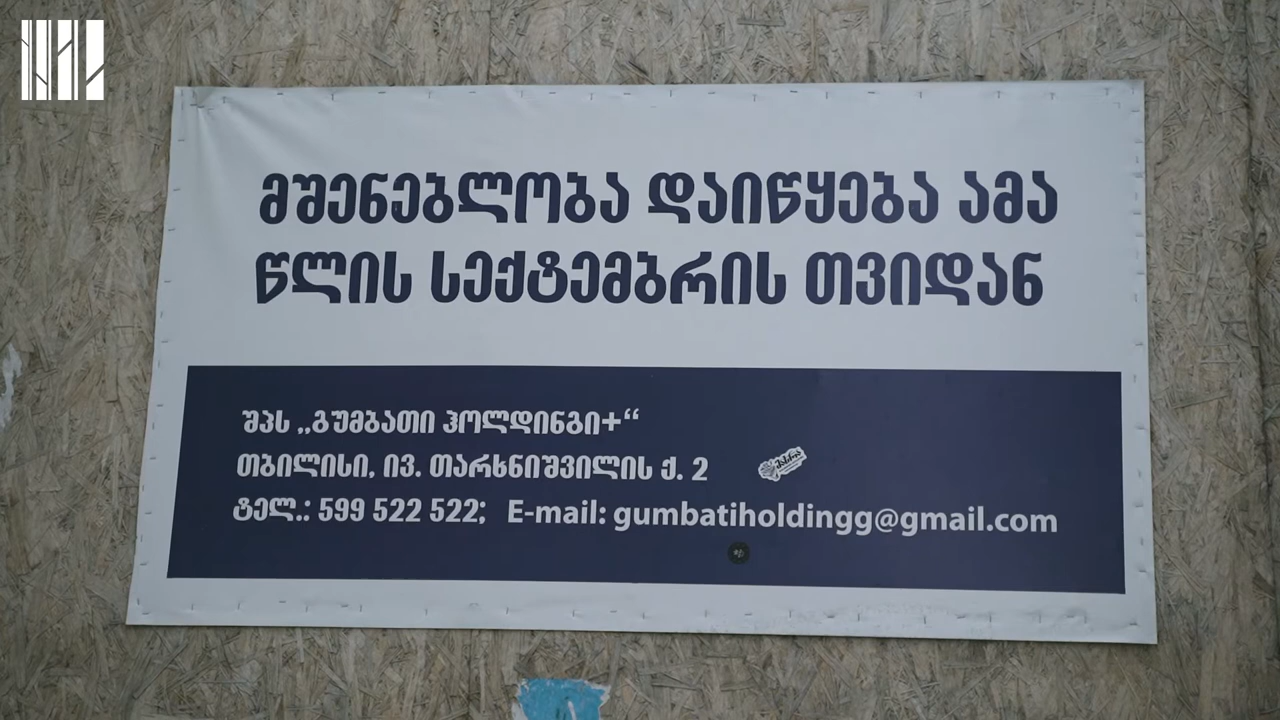 მშენებლობა დაიწყება ამა
წლის სექტემბრის თვიდან
შპს „გუმბათი ჰოლდინგი+“
თბილისი, ივ. თარხნიშვილის ქ. 2
ტელ.: 599 522 522; E-mail: gumbatiholdingg@gmail.com